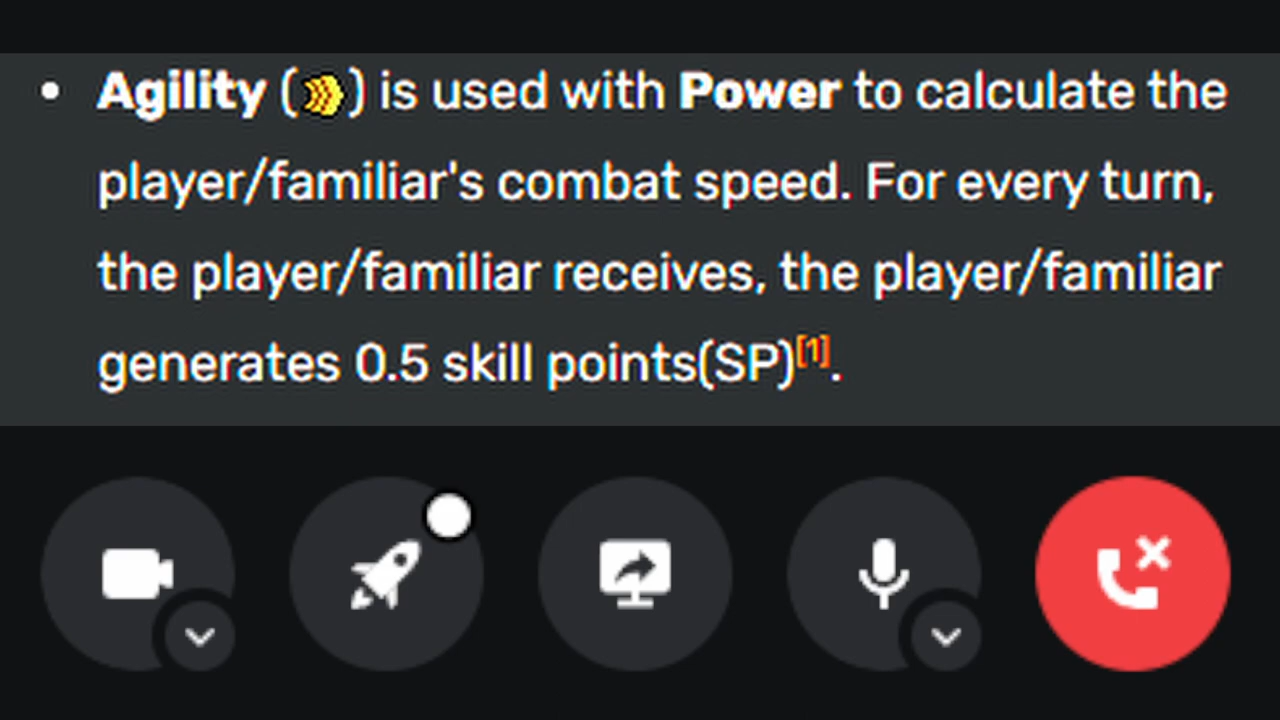 • Agility () is used with Power to calculate the
player/familiar's combat speed. For every turn,
the player/familiar receives, the player/familiar
generates 0.5 skill points(SP)[1].